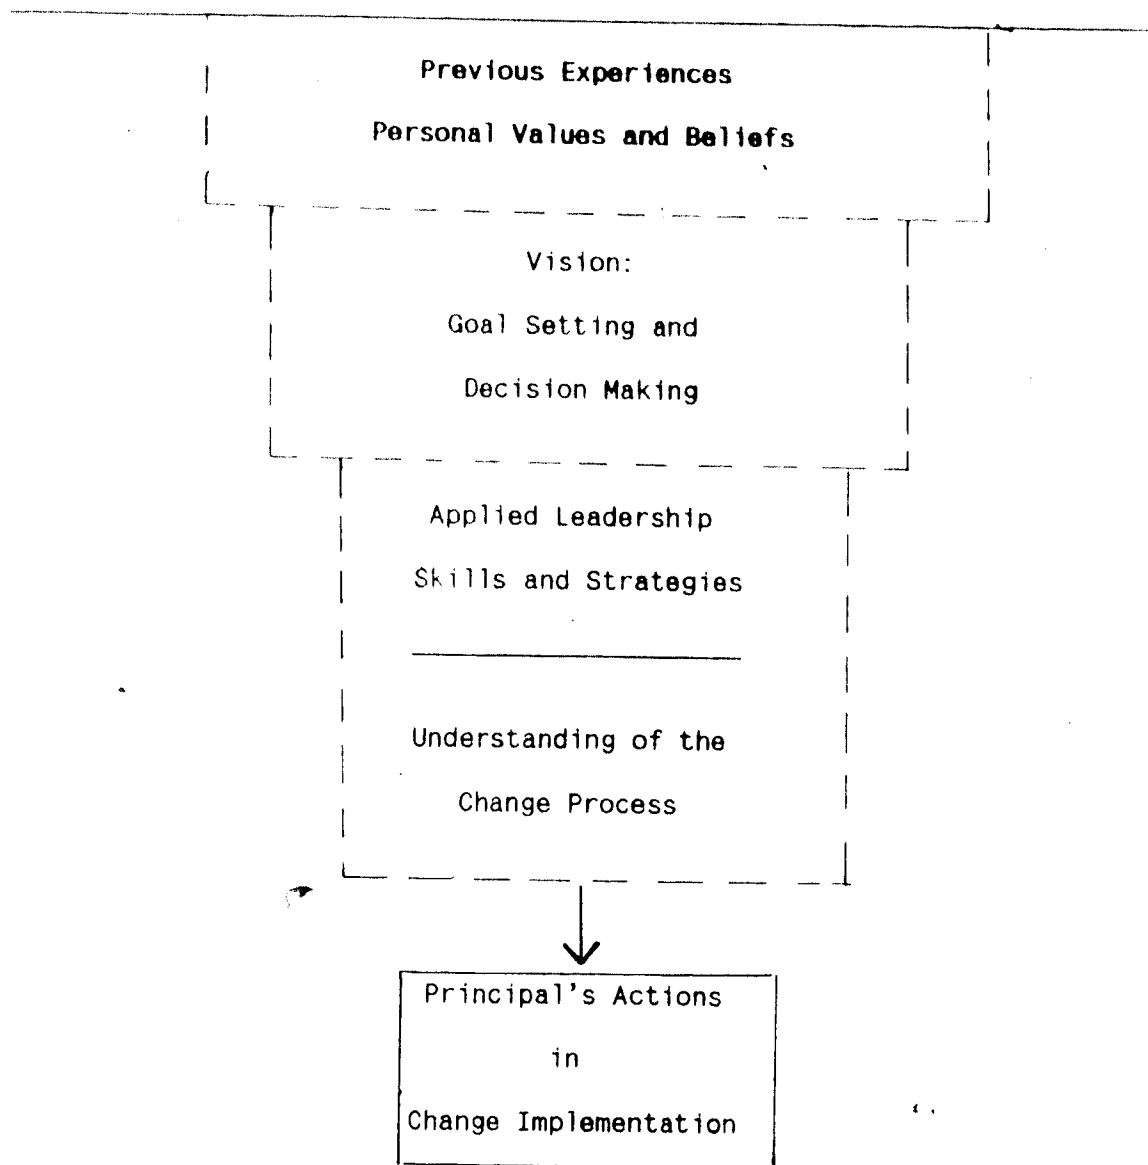 Previous Experiences
Personal Values and Beliefs
Vision:
Goal Setting and
Decision Making
Applied Leadership
Skills and Strategies
Understanding of the
Change Process
Principal's Actions
in
Change Implementation